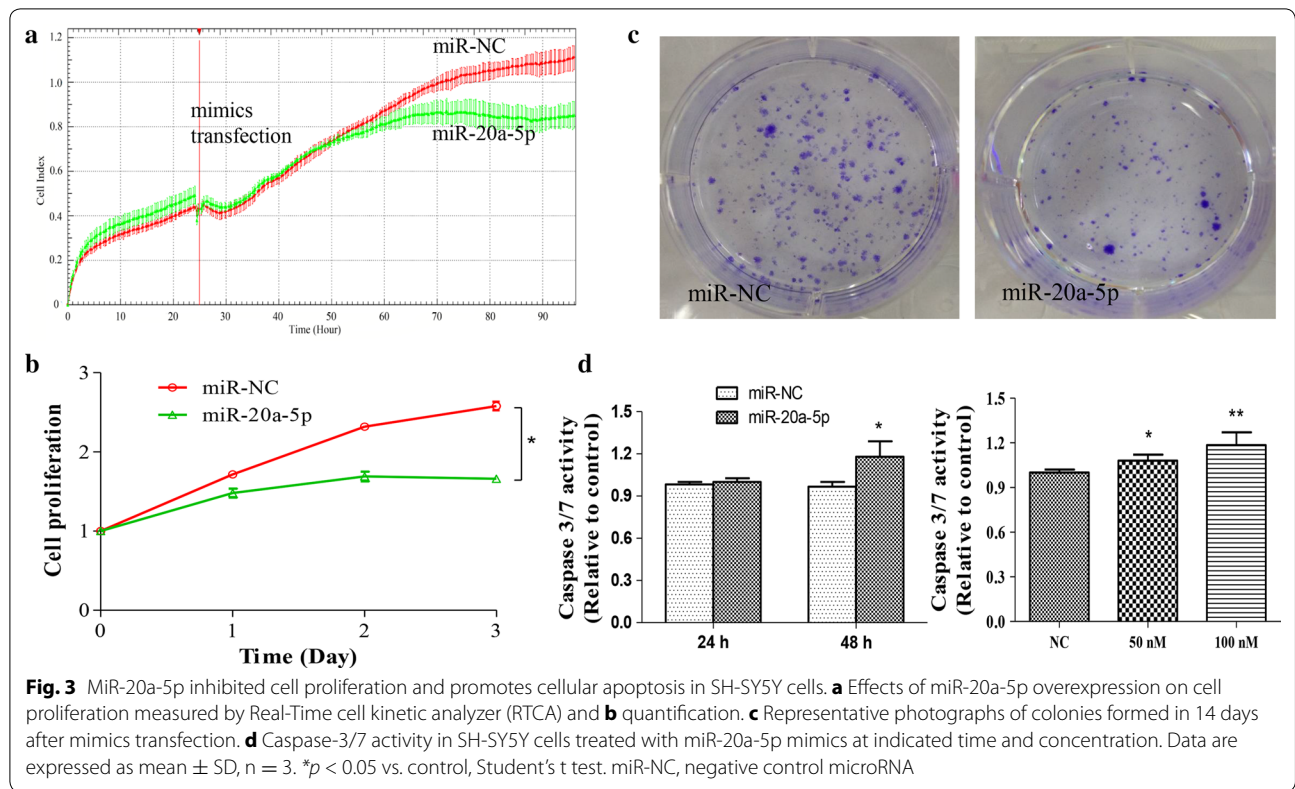 a
1.2
1.0
0.8
0.6
0.4
0.2
0
Cell Index
miR-NC
mimics
transfection
miR-20a-5p
0 10 20 30 40 50 60 70 80 90
Time (Hour)
b
3
2
1
0
Cell proliferation
miR-NC
miR-20a-5p
*
0 1 2 3
Time (Day)
c
miR-NC
miR-20a-5p
d
miR-NC
miR-20a-5p
Caspase 3/7 activity
(Relative to control)
1.5
1.2
0.9
0.6
0.3
0.0
*
24 h 48 h
Caspase 3/7 activity
(Relative to control)
1.5
1.2
0.9
0.3
0.0
*
**
NC 50 nM 100 nM
Fig. 3 MiR-20a-5p inhibited cell proliferation and promotes cellular apoptosis in SH-SY5Y cells. a Effects of miR-20a-5p overexpression on cell
proliferation measured by Real-Time cell kinetic analyzer (RTCA) and b quantification. c Representative photographs of colonies formed in 14 days
after mimics transfection. d Caspase-3/7 activity in SH-SY5Y cells treated with miR-20a-5p mimics at indicated time and concentration. Data are
expressed as mean ± SD, n = 3. *p < 0.05 vs. control, Student's t test. miR-NC, negative control microRNA